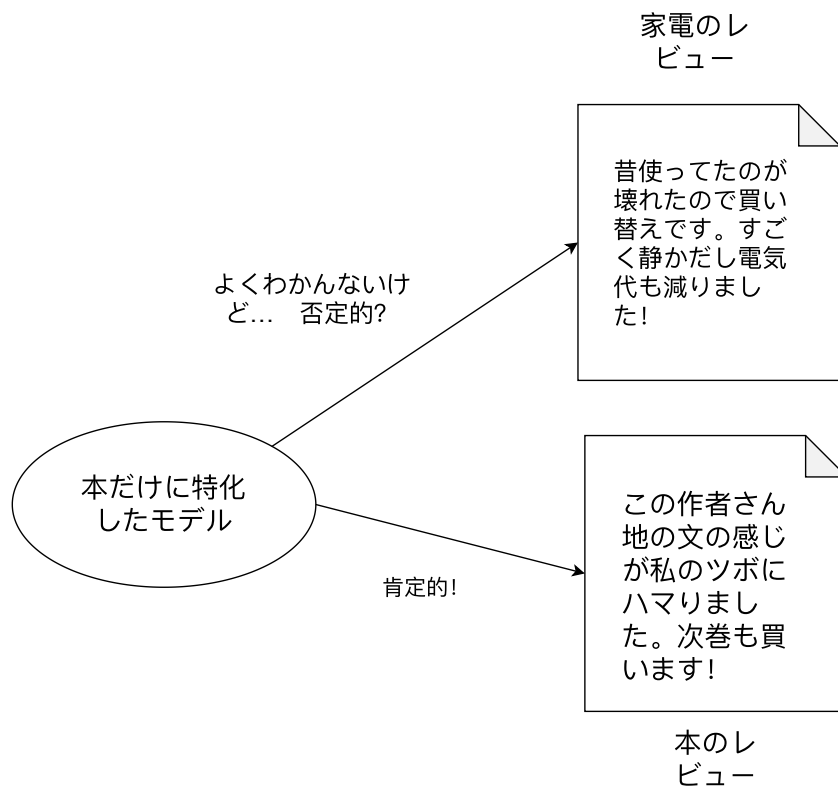 家電のレ
ビュー
昔使ってたのが
壊れたので買い
替えです。すご
く静かだし電気
代も減りまし
た!
よくわかんないけ
ど… 否定的?
本だけに特化
したモデル
肯定的!
この作者さん
地の文の感じ
が私のツボに
ハマりまし
た。次巻も買
います!
本のレ
ビュー